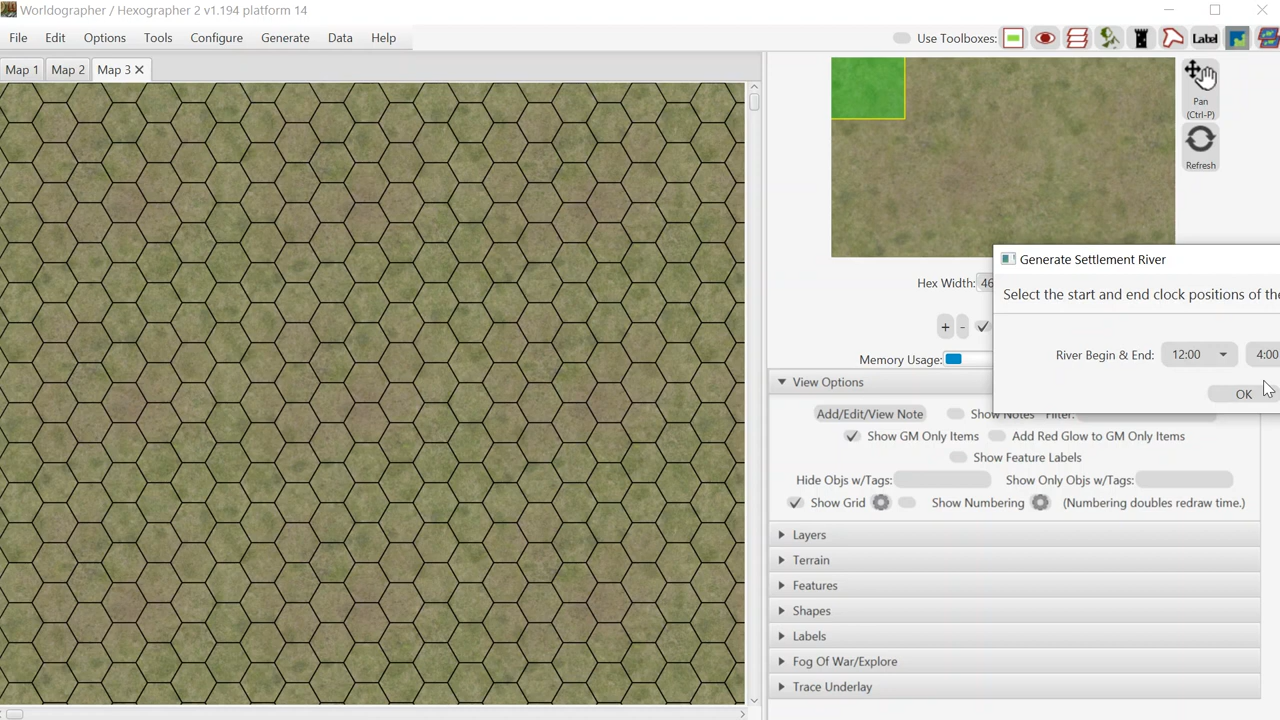 Worldographer / Hexographer 2 v1.194 platform 14
File Edit Options Tools Configure Generate Data Help
Use Toolboxes: Label
Map 1 Map 2 Map 3
Pan
(Ctrl-P)
Refresh
Generate Settlement River
Select the start and end clock positions of the
Hex Width: 46
+ -
River Begin & End: 12:00 4:00
Memory Usage:
OK
View Options
Add/Edit/View Note Show Notes Filter:
Show GM Only Items Add Red Glow to GM Only Items
Show Feature Labels
Hide Objs w/Tags: Show Only Objs w/Tags:
Show Grid Show Numbering (Numbering doubles redraw time.)
Layers
Terrain
Features
Shapes
Labels
Fog Of War/Explore
Trace Underlay